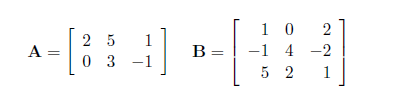 A = [ 2 5 1 ] B = [ 1 0 2 ]
[ 0 3 −1 ] [ −1 4 −2 ]
[ 5 2 1 ]